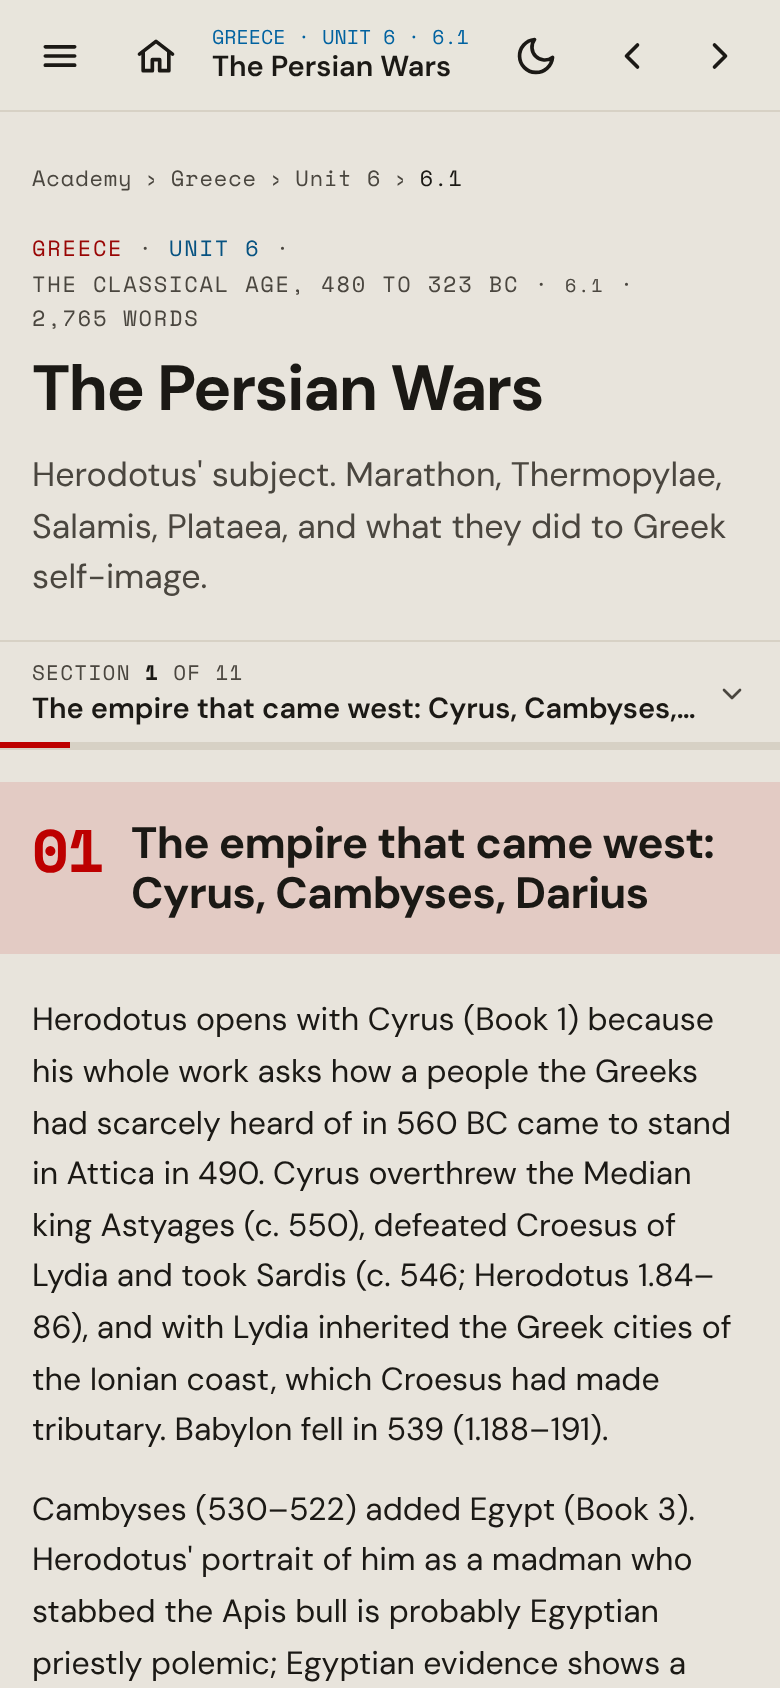 GREECE · UNIT 6 · 6.1
The Persian Wars
Academy › Greece › Unit 6 › 6.1
GREECE · UNIT 6 ·
THE CLASSICAL AGE, 480 TO 323 BC · 6.1 ·
2,765 WORDS
The Persian Wars
Herodotus' subject. Marathon, Thermopylae,
Salamis, Plataea, and what they did to Greek
self-image.
SECTION 1 OF 11
The empire that came west: Cyrus, Cambyses,...
01 The empire that came west:
Cyrus, Cambyses, Darius
Herodotus opens with Cyrus (Book 1) because
his whole work asks how a people the Greeks
had scarcely heard of in 560 BC came to stand
in Attica in 490. Cyrus overthrew the Median
king Astyages (c. 550), defeated Croesus of
Lydia and took Sardis (c. 546; Herodotus 1.84–
86), and with Lydia inherited the Greek cities of
the Ionian coast, which Croesus had made
tributary. Babylon fell in 539 (1.188–191).
Cambyses (530–522) added Egypt (Book 3).
Herodotus' portrait of him as a madman who
stabbed the Apis bull is probably Egyptian
priestly polemic; Egyptian evidence shows a